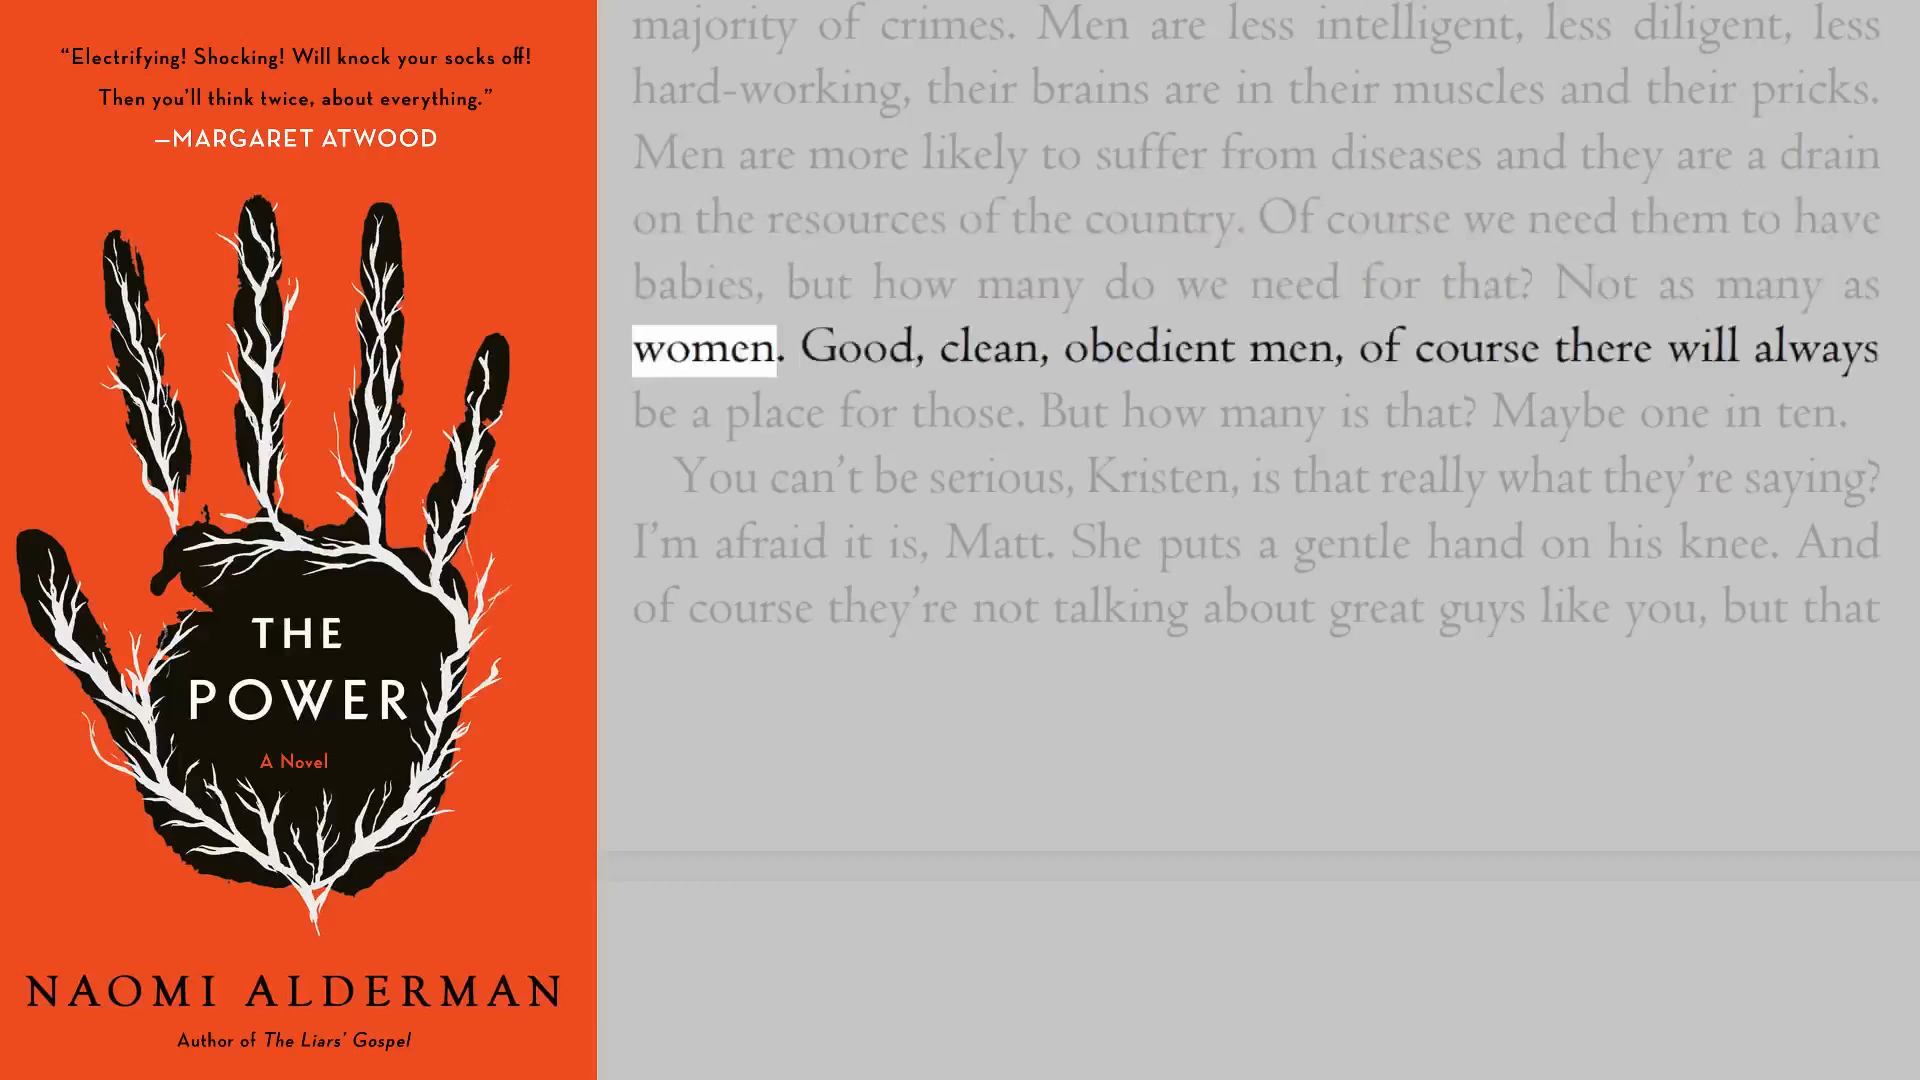 “Electrifying! Shocking! Will knock your socks off!
Then you’ll think twice, about everything.”
—MARGARET ATWOOD
THE
POWER
A Novel
NAOMI ALDERMAN
Author of The Liars’ Gospel
majority of crimes. Men are less intelligent, less diligent, less
hard-working, their brains are in their muscles and their pricks.
Men are more likely to suffer from diseases and they are a drain
on the resources of the country. Of course we need them to have
babies, but how many do we need for that? Not as many as
women. Good, clean, obedient men, of course there will always
be a place for those. But how many is that? Maybe one in ten.
You can’t be serious, Kristen, is that really what they’re saying?
I’m afraid it is, Matt. She puts a gentle hand on his knee. And
of course they’re not talking about great guys like you, but that